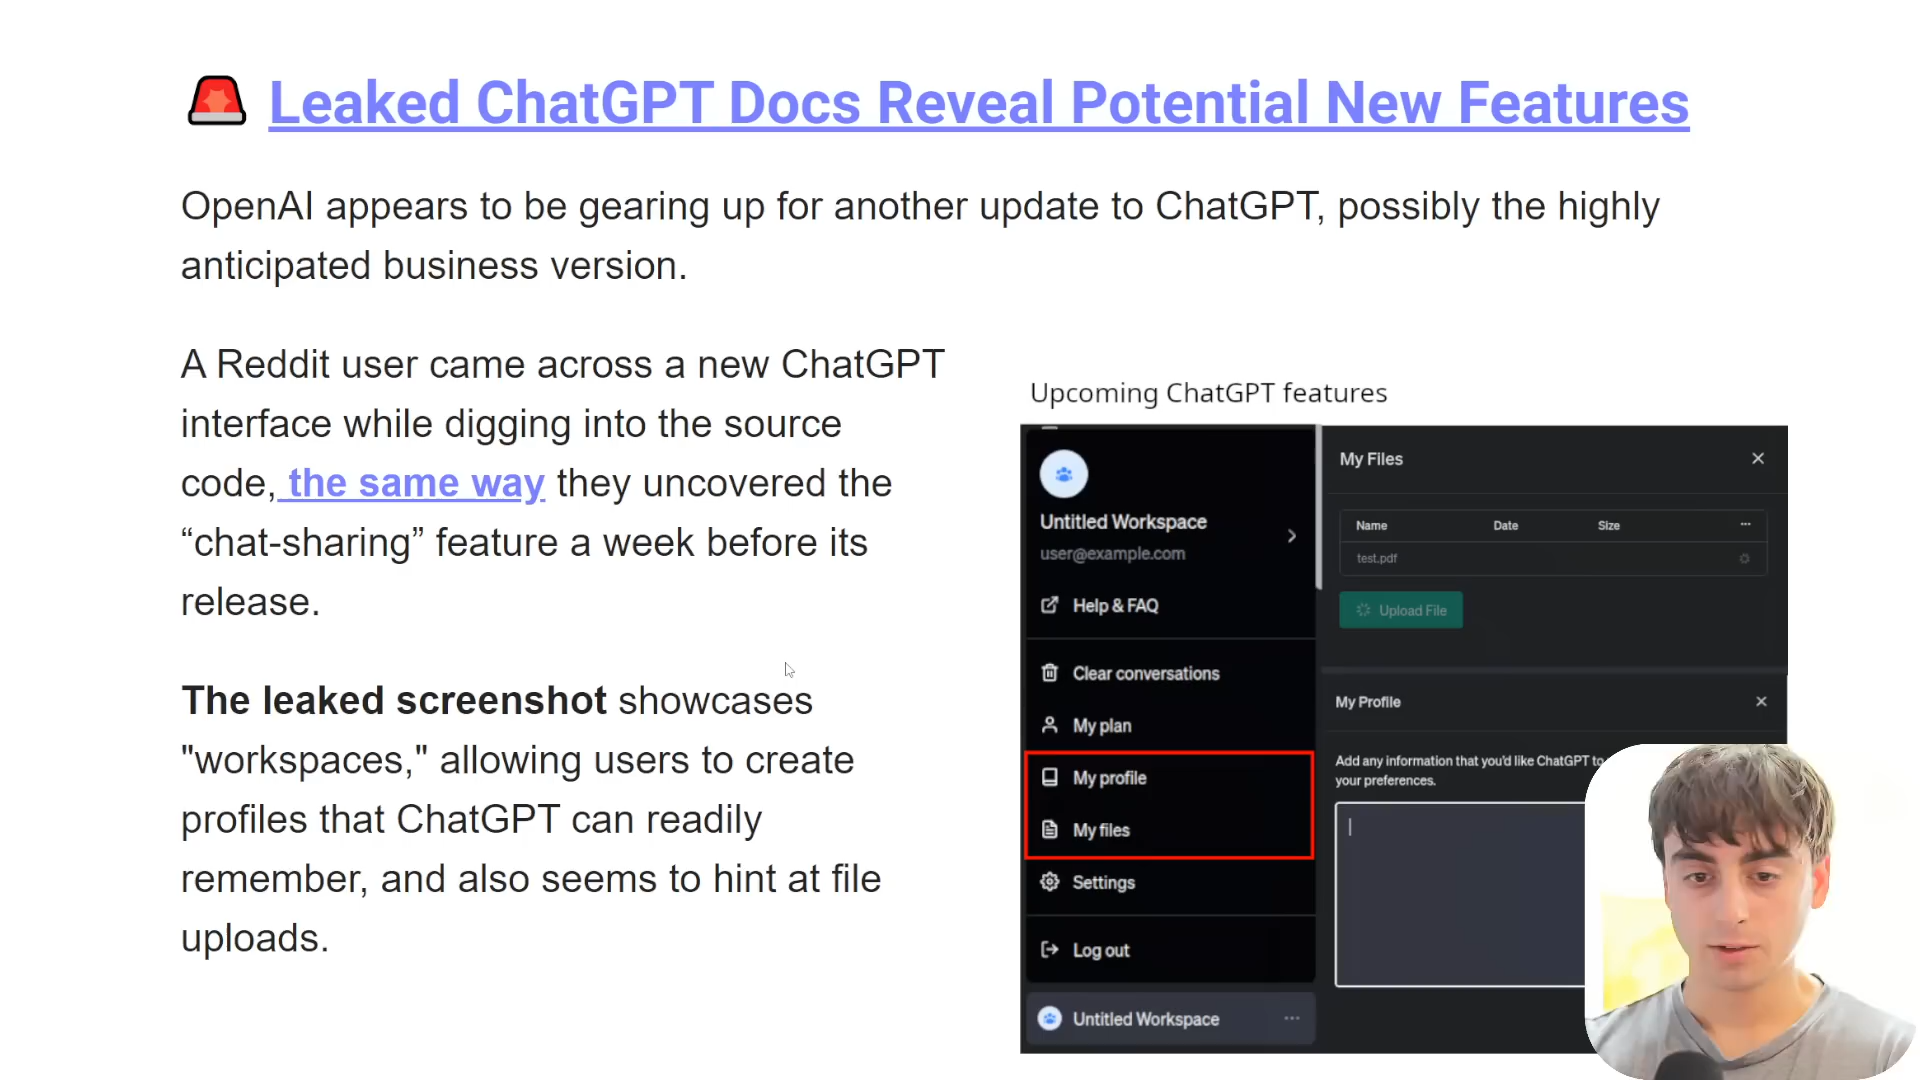 Leaked ChatGPT Docs Reveal Potential New Features
OpenAI appears to be gearing up for another update to ChatGPT, possibly the highly
anticipated business version.
A Reddit user came across a new ChatGPT
interface while digging into the source
code, the same way they uncovered the
“chat-sharing” feature a week before its
release.
The leaked screenshot showcases
"workspaces," allowing users to create
profiles that ChatGPT can readily
remember, and also seems to hint at file
uploads.
Upcoming ChatGPT features
Untitled Workspace
user@example.com
Help & FAQ
Clear conversations
My plan
My profile
My files
Settings
Log out
Untitled Workspace
My Files
Name Date Size
test.pdf
Upload File
My Profile
Add any information that you'd like ChatGPT to
your preferences.